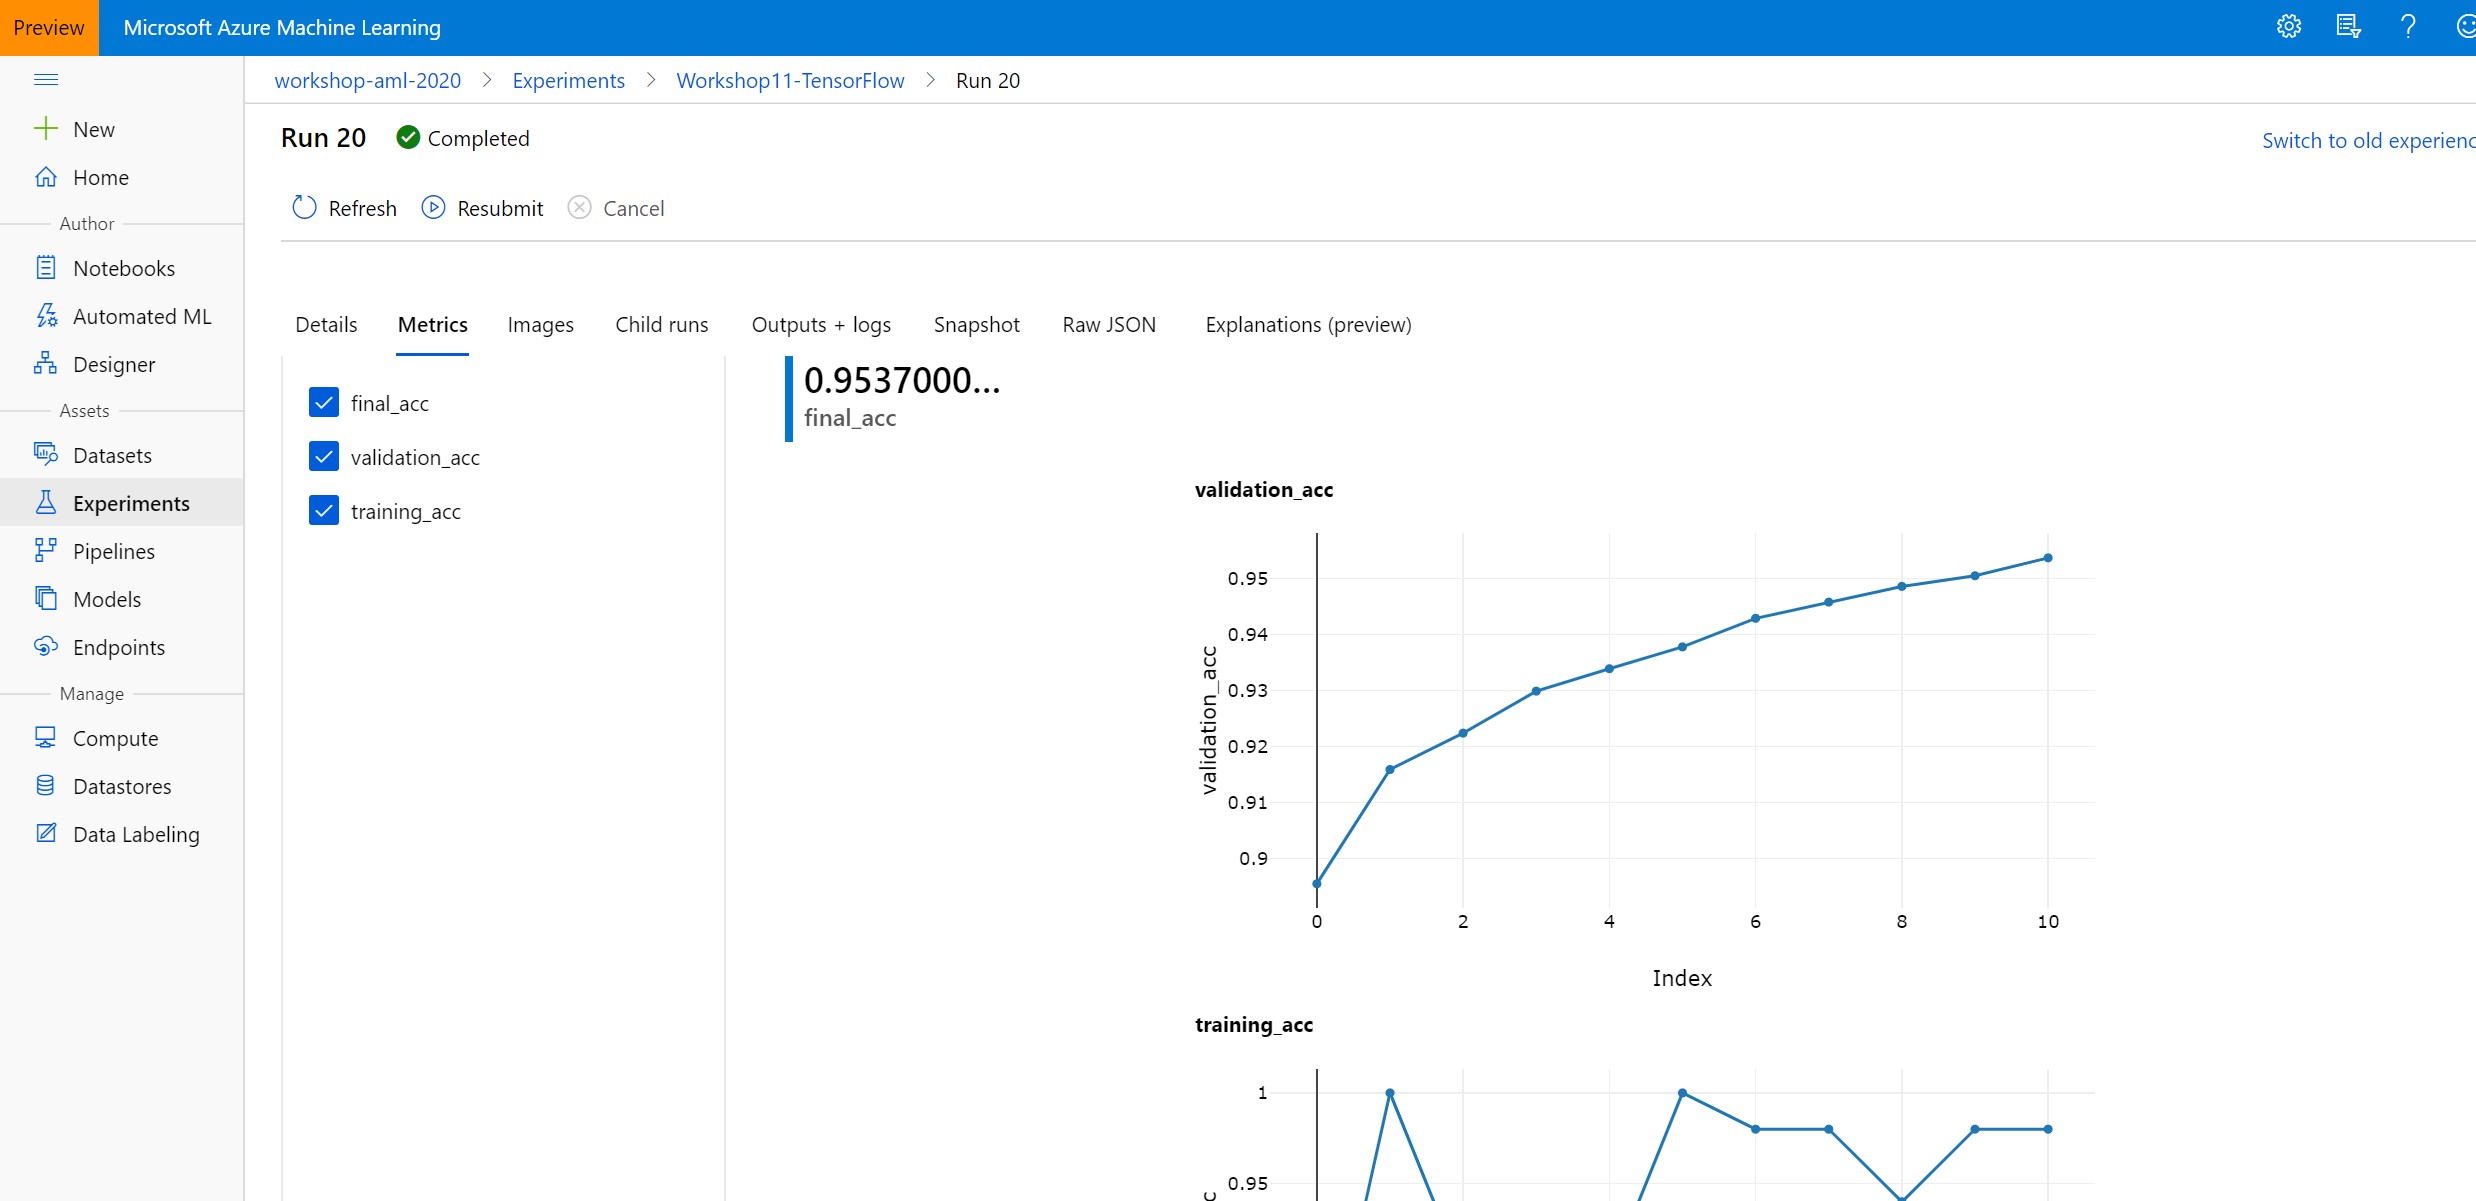 Preview
Microsoft Azure Machine Learning
workshop-aml-2020 > Experiments > Workshop11-TensorFlow > Run 20
New
Home
Author
Notebooks
Automated ML
Designer
Assets
Datasets
Experiments
Pipelines
Models
Endpoints
Manage
Compute
Datastores
Data Labeling
Run 20 Completed
Switch to old experienc
Refresh Resubmit Cancel
Details Metrics Images Child runs Outputs + logs Snapshot Raw JSON Explanations (preview)
final_acc
validation_acc
training_acc
0.9537000...
final_acc
validation_acc
validation_acc
0.95
0.94
0.93
0.92
0.91
0.9
0 2 4 6 8 10
Index
training_acc
1
0.95
c